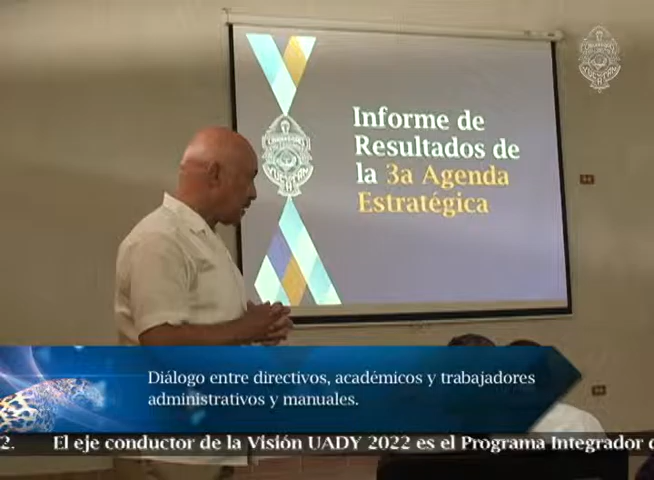 Informe de
Resultados de
la 3a Agenda
Estratégica
Diálogo entre directivos, académicos y trabajadores
administrativos y manuales.
2. El eje conductor de la Visión UADY 2022 es el Programa Integrador